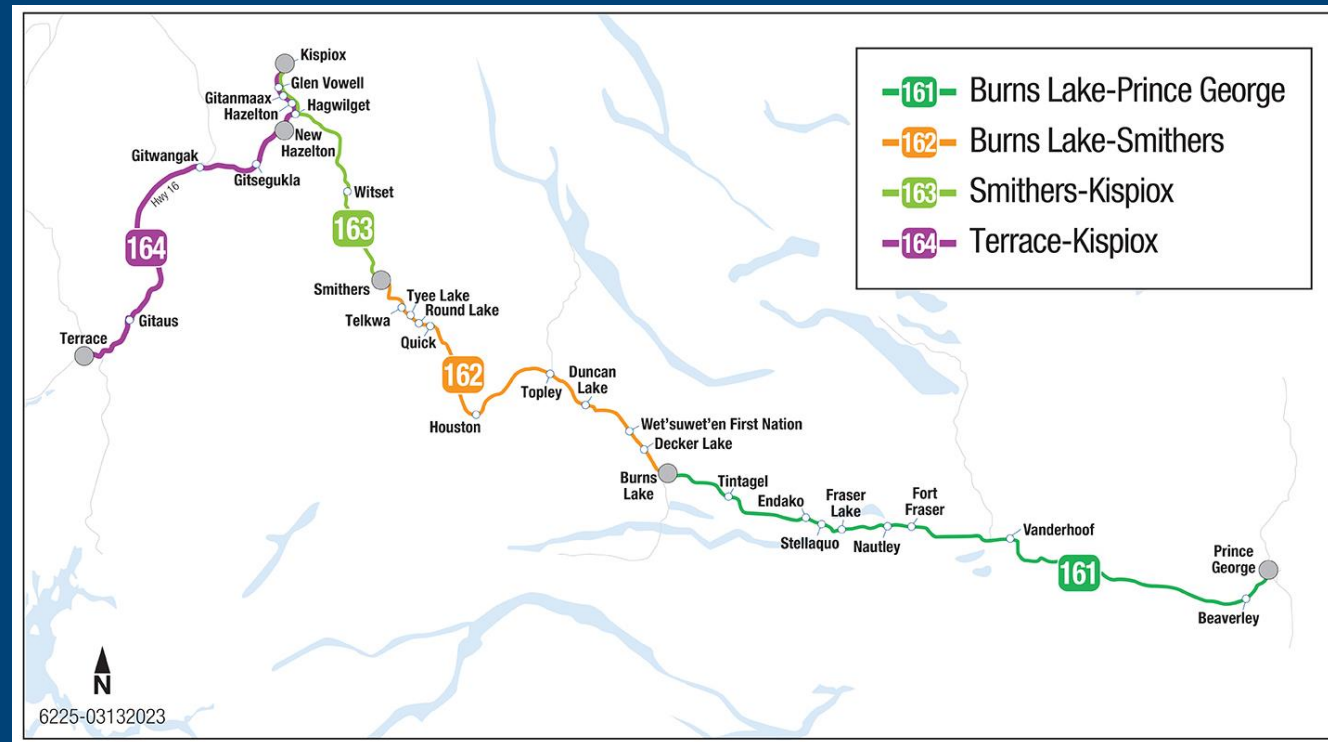 Kispiox
Glen Vowell
Gitanmaax
Hazelton
Hagwilget
New
Hazelton
Gitwangak
Gitsegukla
Hwy 16
Witset
164
163
Gitaus
Terrace
Smithers
Tyee Lake
Round Lake
Telkwa
Quick
162
Houston
Topley
Duncan
Lake
Wet'suwet'en First Nation
Decker Lake
Burns
Lake
Tintagel
Endako
Stellaquo
Fraser
Lake
Nautley
Fort
Fraser
Vanderhoof
161
Prince
George
Beaverley
161 Burns Lake-Prince George
162 Burns Lake-Smithers
163 Smithers-Kispiox
164 Terrace-Kispiox
N
6225-03132023